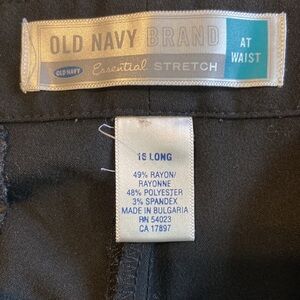 OLD NAVY BRAND
OLD NAVY Essential STRETCH
AT
WAIST
16 LONG
49% RAYON/
RAYONNE
48% POLYESTER
3% SPANDEX
MADE IN BULGARIA
RN 54023
CA 17897